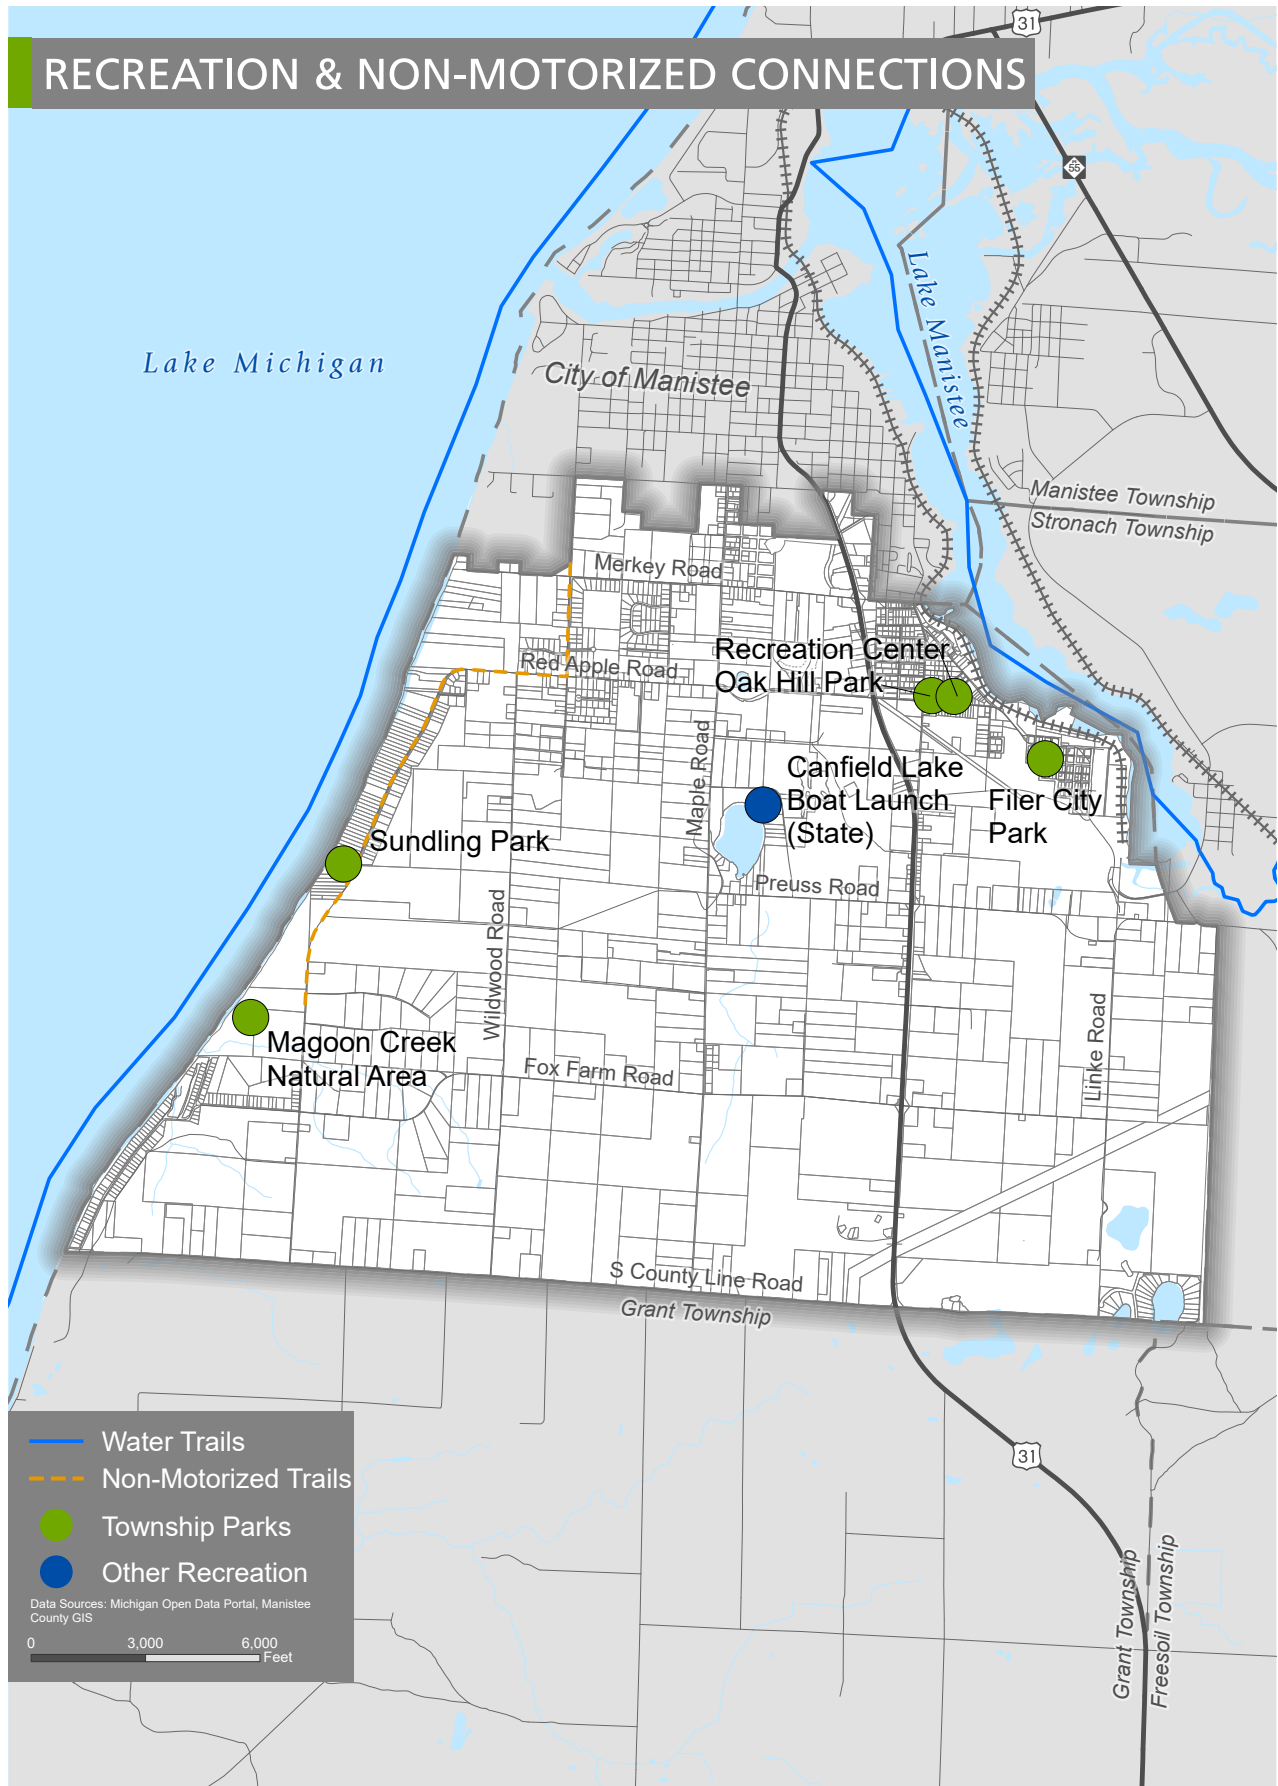 31
RECREATION & NON-MOTORIZED CONNECTIONS
55
Lake Manistee
Lake Michigan
City of Manistee
Manistee Township
Stronach Township
Merkey Road
Recreation Center
Red Apple Road
Oak Hill Park
Maple Road
Canfield Lake
Boat Launch
(State)
Filer City
Park
Sundling Park
Preuss Road
Wildwood Road
Linke Road
Magoon Creek
Natural Area
Fox Farm Road
S County Line Road
Grant Township
31
Grant Township
Freesoil Township
Water Trails
Non-Motorized Trails
Township Parks
Other Recreation
Data Sources: Michigan Open Data Portal, Manistee
County GIS
0 3,000 6,000
Feet